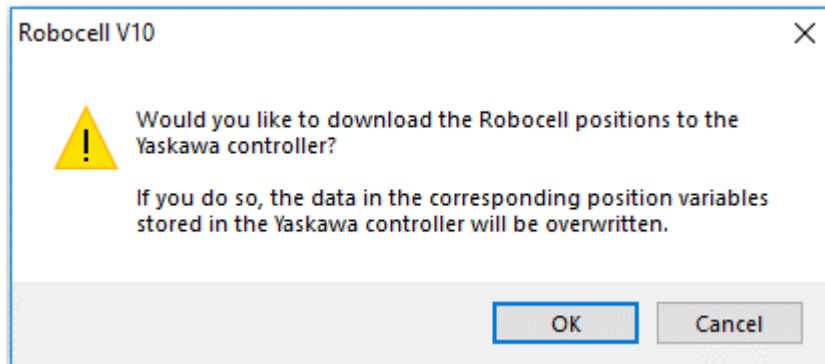 Robocell V10
Would you like to download the Robocell positions to the
Yaskawa controller?
If you do so, the data in the corresponding position variables
stored in the Yaskawa controller will be overwritten.
OK
Cancel